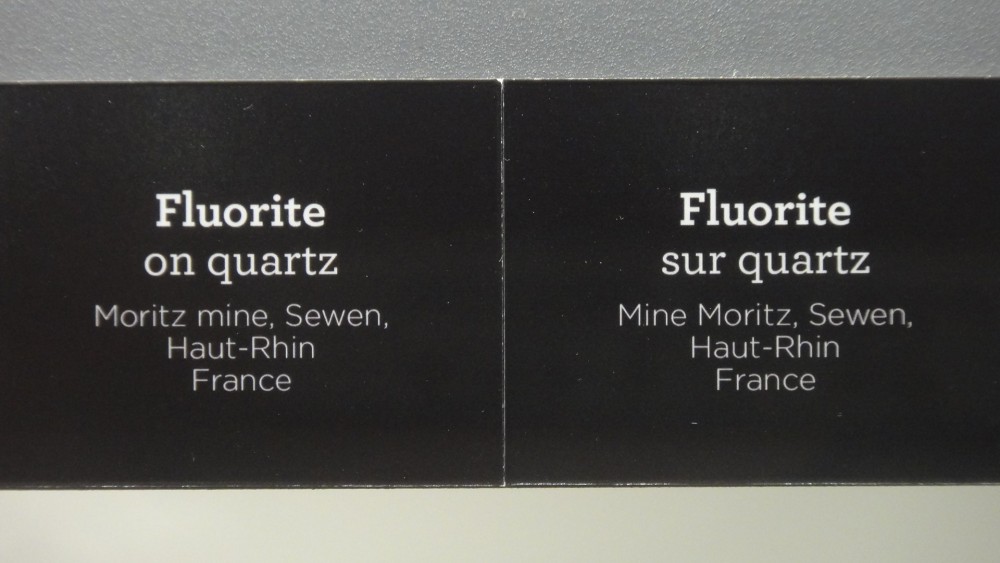 Fluorite
on quartz
Moritz mine, Sewen,
Haut-Rhin
France
Fluorite
sur quartz
Mine Moritz, Sewen,
Haut-Rhin
France